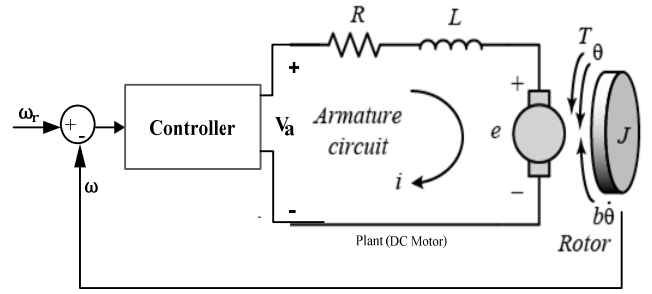 R
L
T
θ
+
+
ωr
+
-
Controller
Va
Armature
circuit
e
J
i
ω
-
−
bθ̇
Plant (DC Motor)
Rotor